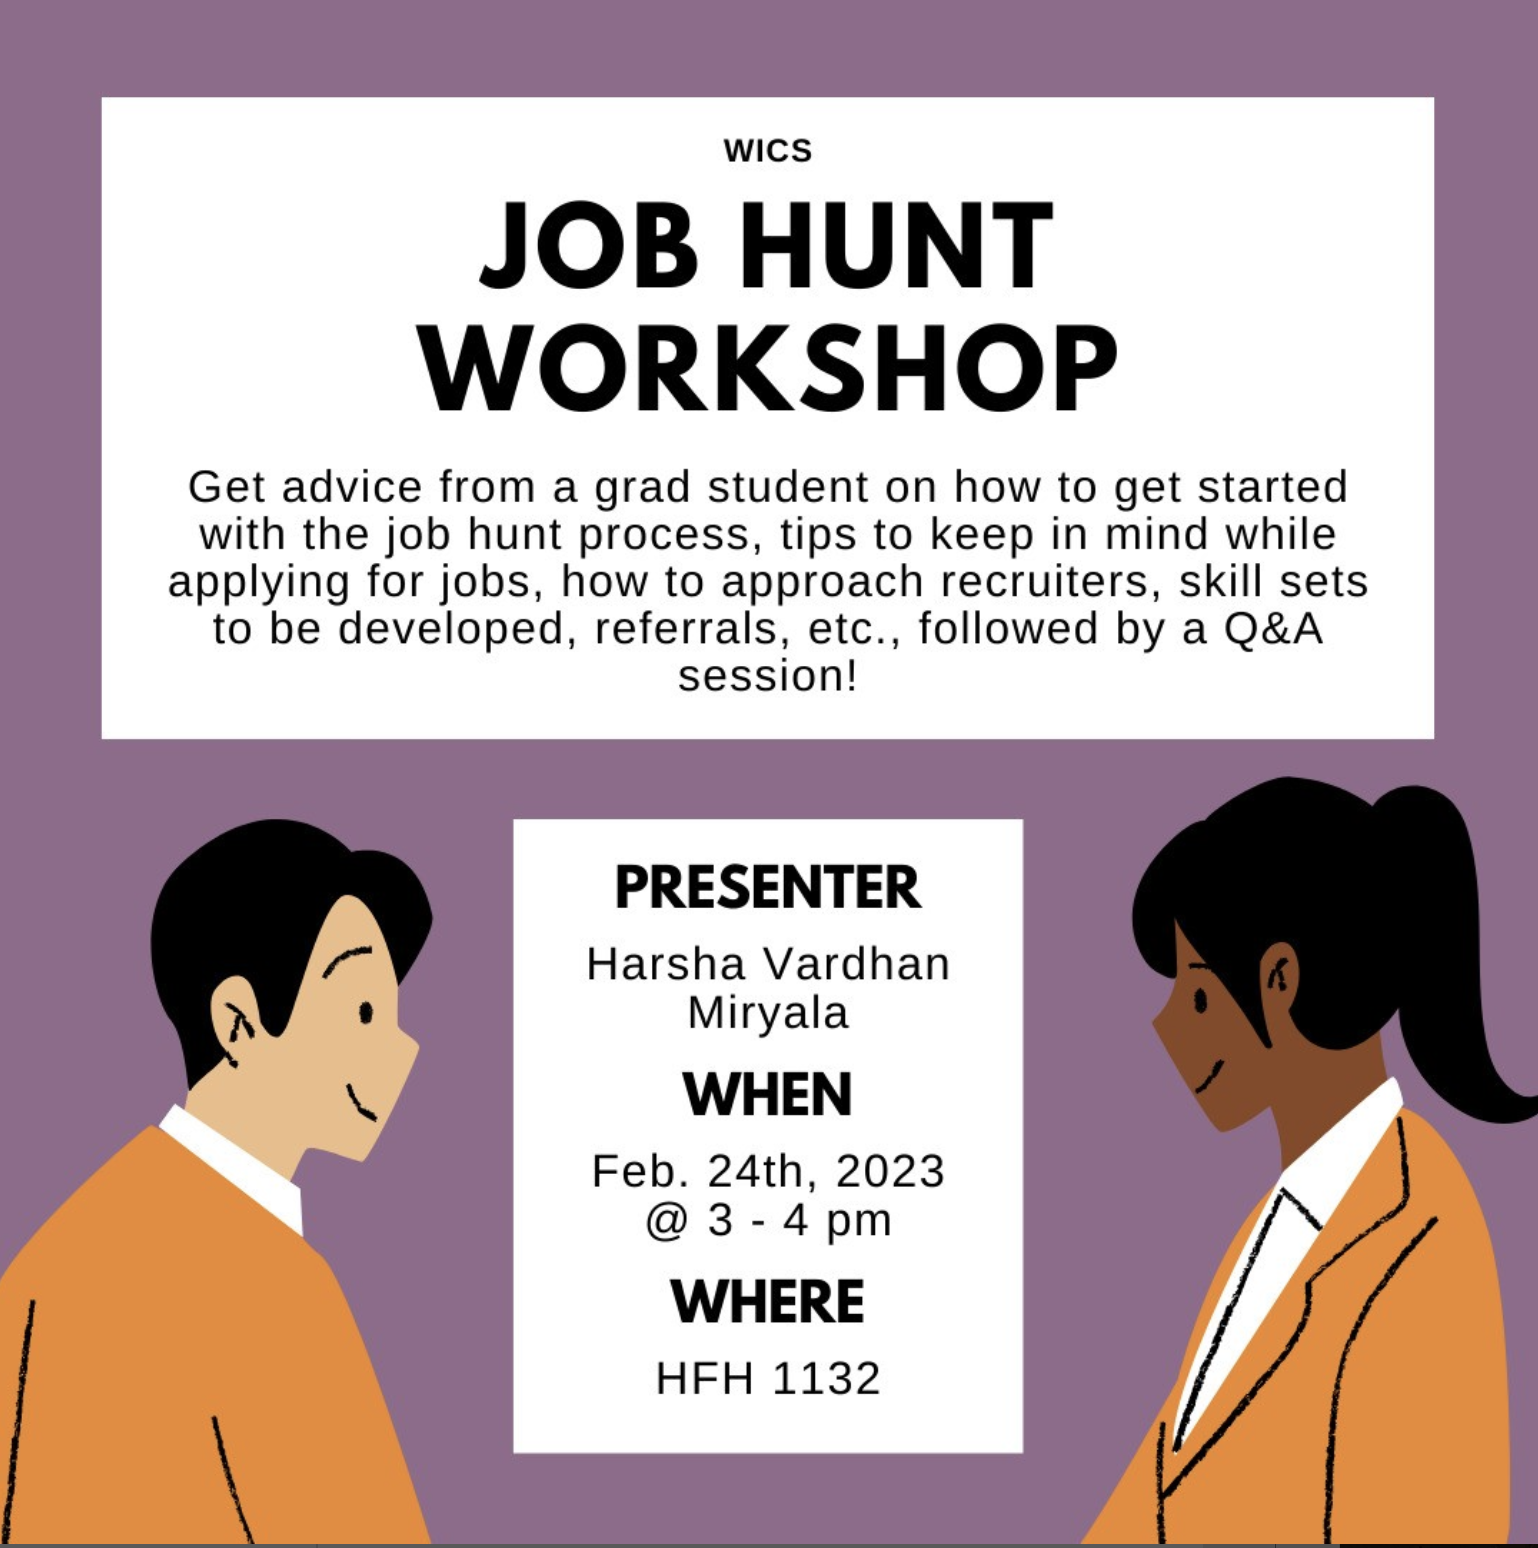 WICS
JOB HUNT
WORKSHOP
Get advice from a grad student on how to get started
with the job hunt process, tips to keep in mind while
applying for jobs, how to approach recruiters, skill sets
to be developed, referrals, etc., followed by a Q&A
session!
PRESENTER
Harsha Vardhan
Miryala
WHEN
Feb. 24th, 2023
@ 3 - 4 pm
WHERE
HFH 1132